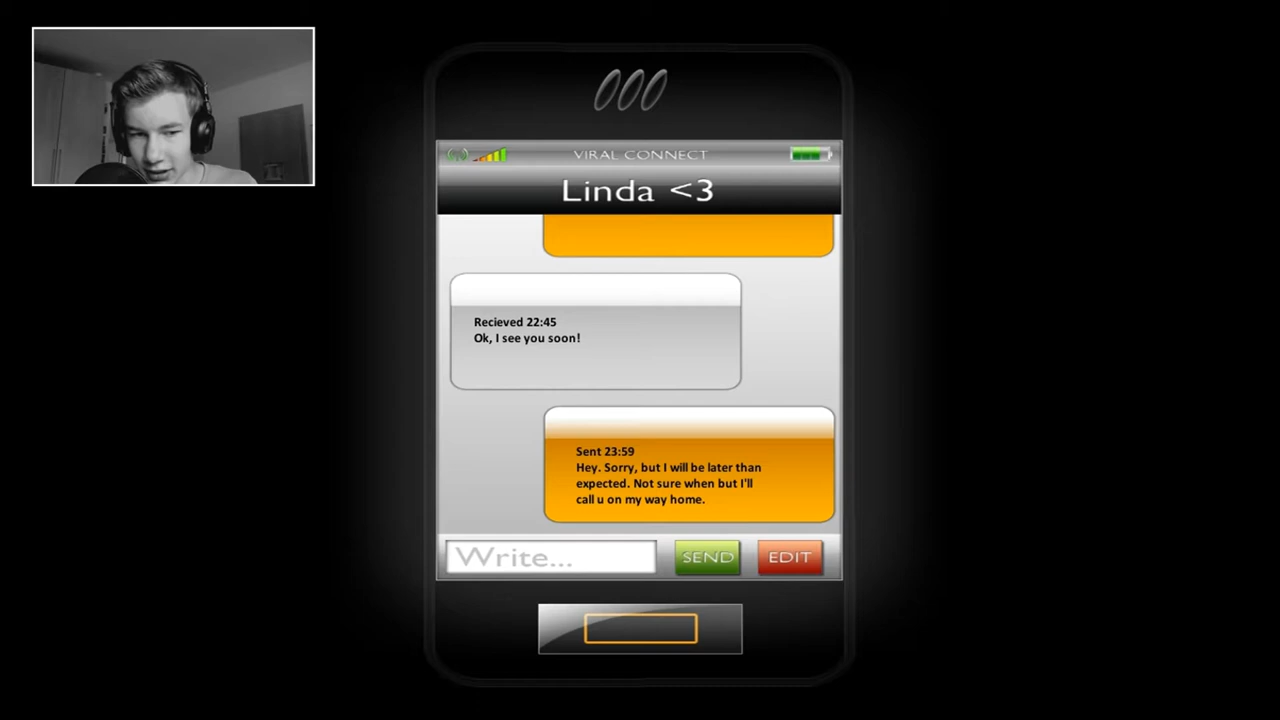 VIRAL CONNECT
Linda <3
Recieved 22:45
Ok, I see you soon!
Sent 23:59
Hey. Sorry, but I will be later than
expected. Not sure when but I'll
call u on my way home.
Write...
SEND
EDIT